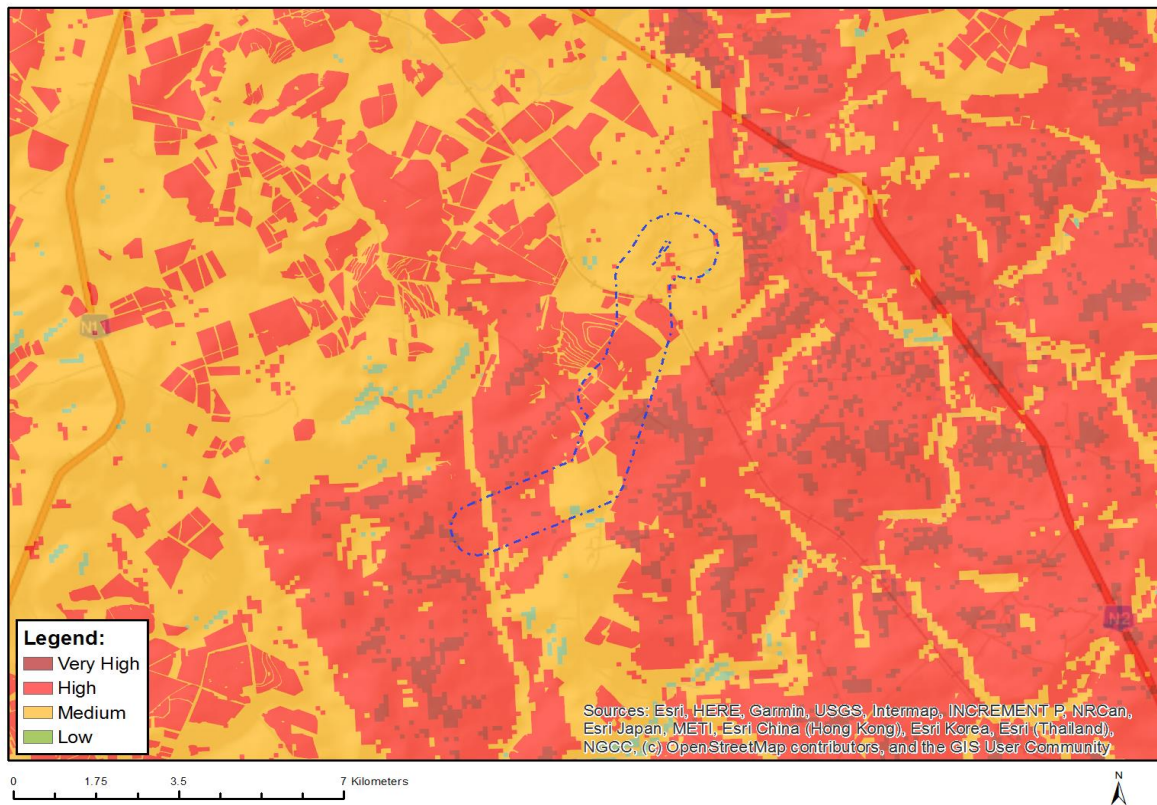 N1
N2
Legend:
Very High
High
Medium
Low
Sources: Esri, HERE, Garmin, USGS, Intermap, INCREMENT P, NRCan,
Esri Japan, METI, Esri China (Hong Kong), Esri Korea, Esri (Thailand),
NGCC, (c) OpenStreetMap contributors, and the GIS User Community
0 1.75 3.5 7 Kilometers
N